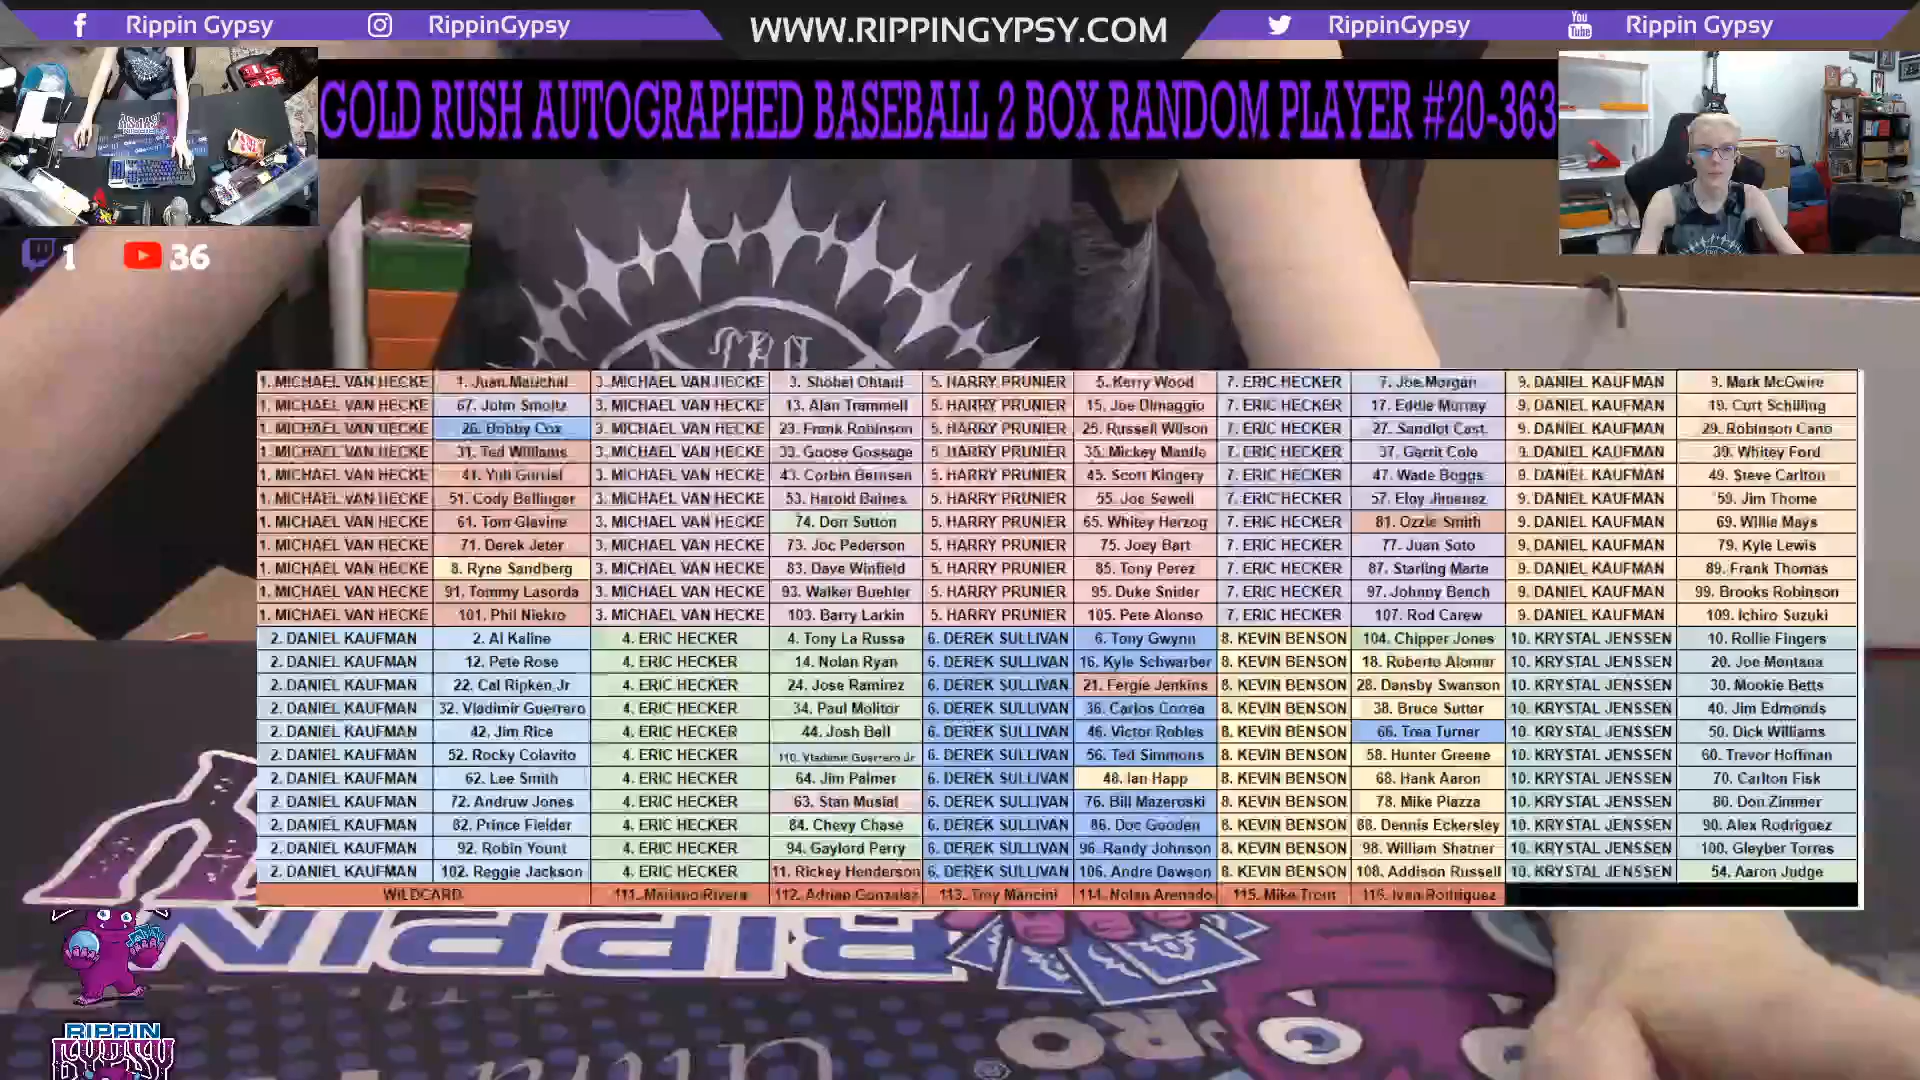 Rippin Gypsy RippinGypsy WWW.RIPPINGYPSY.COM RippinGypsy You Tube Rippin Gypsy
GOLD RUSH AUTOGRAPHED BASEBALL 2 BOX RANDOM PLAYER #20-363
1 36
1. MICHAEL VAN HECKE 1. Juan Marichal 3. MICHAEL VAN HECKE 3. Shohei Ohtani 5. HARRY PRUNIER 5. Kerry Wood 7. ERIC HECKER 7. Joe Morgan 9. DANIEL KAUFMAN 9. Mark McGwire
1. MICHAEL VAN HECKE 67. John Smoltz 3. MICHAEL VAN HECKE 13. Alan Trammell 5. HARRY PRUNIER 15. Joe Dimaggio 7. ERIC HECKER 17. Eddie Murray 9. DANIEL KAUFMAN 19. Curt Schilling
1. MICHAEL VAN HECKE 26. Bobby Cox 3. MICHAEL VAN HECKE 23. Frank Robinson 5. HARRY PRUNIER 25. Russell Wilson 7. ERIC HECKER 27. Sandlot Cast 9. DANIEL KAUFMAN 29. Robinson Cano
1. MICHAEL VAN HECKE 31. Ted Williams 3. MICHAEL VAN HECKE 33. Goose Gossage 5. HARRY PRUNIER 35. Mickey Mantle 7. ERIC HECKER 37. Gerrit Cole 9. DANIEL KAUFMAN 39. Whitey Ford
1. MICHAEL VAN HECKE 41. Yuli Gurriel 3. MICHAEL VAN HECKE 43. Corbin Bernsen 5. HARRY PRUNIER 45. Scott Kingery 7. ERIC HECKER 47. Wade Boggs 9. DANIEL KAUFMAN 49. Steve Carlton
1. MICHAEL VAN HECKE 51. Cody Bellinger 3. MICHAEL VAN HECKE 53. Harold Baines 5. HARRY PRUNIER 55. Joe Sewell 7. ERIC HECKER 57. Eloy Jimenez 9. DANIEL KAUFMAN 59. Jim Thome
1. MICHAEL VAN HECKE 61. Tom Glavine 3. MICHAEL VAN HECKE 74. Don Sutton 5. HARRY PRUNIER 65. Whitey Herzog 7. ERIC HECKER 81. Ozzie Smith 9. DANIEL KAUFMAN 69. Willie Mays
1. MICHAEL VAN HECKE 71. Derek Jeter 3. MICHAEL VAN HECKE 73. Joc Pederson 5. HARRY PRUNIER 75. Joey Bart 7. ERIC HECKER 77. Juan Soto 9. DANIEL KAUFMAN 79. Kyle Lewis
1. MICHAEL VAN HECKE 8. Ryne Sandberg 3. MICHAEL VAN HECKE 83. Dave Winfield 5. HARRY PRUNIER 85. Tony Perez 7. ERIC HECKER 87. Starling Marte 9. DANIEL KAUFMAN 89. Frank Thomas
1. MICHAEL VAN HECKE 91. Tommy Lasorda 3. MICHAEL VAN HECKE 93. Walker Buehler 5. HARRY PRUNIER 95. Duke Snider 7. ERIC HECKER 97. Johnny Bench 9. DANIEL KAUFMAN 99. Brooks Robinson
1. MICHAEL VAN HECKE 101. Phil Niekro 3. MICHAEL VAN HECKE 103. Barry Larkin 5. HARRY PRUNIER 105. Pete Alonso 7. ERIC HECKER 107. Rod Carew 9. DANIEL KAUFMAN 109. Ichiro Suzuki
2. DANIEL KAUFMAN 2. Al Kaline 4. ERIC HECKER 4. Tony La Russa 6. DEREK SULLIVAN 6. Tony Gwynn 8. KEVIN BENSON 104. Chipper Jones 10. KRYSTAL JENSSEN 10. Rollie Fingers
2. DANIEL KAUFMAN 12. Pete Rose 4. ERIC HECKER 14. Nolan Ryan 6. DEREK SULLIVAN 16. Kyle Schwarber 8. KEVIN BENSON 18. Roberto Alomar 10. KRYSTAL JENSSEN 20. Joe Montana
2. DANIEL KAUFMAN 22. Cal Ripken Jr 4. ERIC HECKER 24. Jose Ramirez 6. DEREK SULLIVAN 21. Fergie Jenkins 8. KEVIN BENSON 28. Dansby Swanson 10. KRYSTAL JENSSEN 30. Mookie Betts
2. DANIEL KAUFMAN 32. Vladimir Guerrero 4. ERIC HECKER 34. Paul Molitor 6. DEREK SULLIVAN 36. Carlos Correa 8. KEVIN BENSON 38. Bruce Sutter 10. KRYSTAL JENSSEN 40. Jim Edmonds
2. DANIEL KAUFMAN 42. Jim Rice 4. ERIC HECKER 44. Josh Bell 6. DEREK SULLIVAN 46. Victor Robles 8. KEVIN BENSON 66. Trea Turner 10. KRYSTAL JENSSEN 50. Dick Williams
2. DANIEL KAUFMAN 52. Rocky Colavito 4. ERIC HECKER 110. Vladimir Guerrero Jr 6. DEREK SULLIVAN 56. Ted Simmons 8. KEVIN BENSON 58. Hunter Greene 10. KRYSTAL JENSSEN 60. Trevor Hoffman
2. DANIEL KAUFMAN 62. Lee Smith 4. ERIC HECKER 64. Jim Palmer 6. DEREK SULLIVAN 48. Ian Happ 8. KEVIN BENSON 68. Hank Aaron 10. KRYSTAL JENSSEN 70. Carlton Fisk
2. DANIEL KAUFMAN 72. Andruw Jones 4. ERIC HECKER 63. Stan Musial 6. DEREK SULLIVAN 76. Bill Mazeroski 8. KEVIN BENSON 78. Mike Piazza 10. KRYSTAL JENSSEN 80. Don Zimmer
2. DANIEL KAUFMAN 82. Prince Fielder 4. ERIC HECKER 84. Chevy Chase 6. DEREK SULLIVAN 86. Doc Gooden 8. KEVIN BENSON 88. Dennis Eckersley 10. KRYSTAL JENSSEN 90. Alex Rodriguez
2. DANIEL KAUFMAN 92. Robin Yount 4. ERIC HECKER 94. Gaylord Perry 6. DEREK SULLIVAN 96. Randy Johnson 8. KEVIN BENSON 98. William Shatner 10. KRYSTAL JENSSEN 100. Gleyber Torres
2. DANIEL KAUFMAN 102. Reggie Jackson 4. ERIC HECKER 11. Rickey Henderson 6. DEREK SULLIVAN 106. Andre Dawson 8. KEVIN BENSON 108. Addison Russell 10. KRYSTAL JENSSEN 54. Aaron Judge
WILDCARD 111. Mariano Rivera 112. Adrian Gonzalez 113. Trey Mancini 114. Nolan Arenado 115. Mike Trout 116. Ivan Rodriguez
RIPPIN
RIPPIN
GYPSY